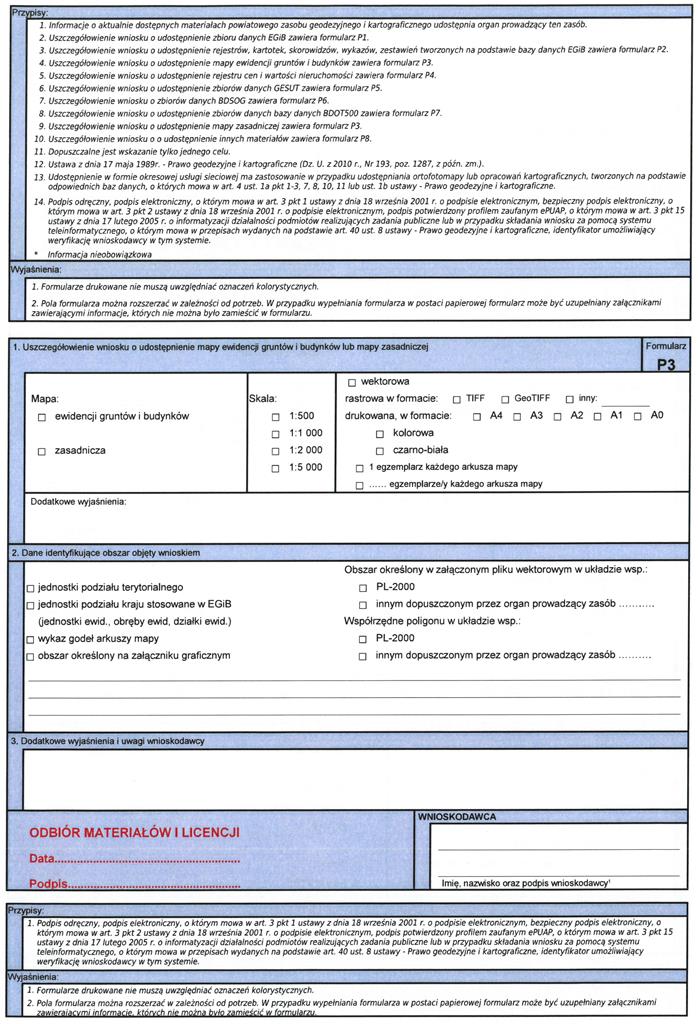 Przypisy:
1. Informacje o aktualnie dostępnych materiałach powiatowego zasobu geodezyjnego i kartograficznego udostępnia organ prowadzący ten zasób.
2. Uszczegółowienie wniosku o udostępnienie zbioru danych EGiB zawiera formularz P1.
3. Uszczegółowienie wniosku o udostępnienie rejestrów, kartotek, skorowidzów, wykazów, zestawień tworzonych na podstawie bazy danych EGiB zawiera formularz P2.
4. Uszczegółowienie wniosku o udostępnienie mapy ewidencji gruntów i budynków zawiera formularz P3.
5. Uszczegółowienie wniosku o udostępnienie rejestru cen i wartości nieruchomości zawiera formularz P4.
6. Uszczegółowienie wniosku o udostępnienie zbiorów danych GESUT zawiera formularz P5.
7. Uszczegółowienie wniosku o zbiorów danych BDSOG zawiera formularz P6.
8. Uszczegółowienie wniosku o udostępnienie zbiorów danych bazy danych BDOT500 zawiera formularz P7.
9. Uszczegółowienie wniosku o udostępnienie mapy zasadniczej zawiera formularz P3.
10. Uszczegółowienie wniosku o o udostępnienie innych materiałów zawiera formularz P8.
11. Dopuszczalne jest wskazanie tylko jednego celu.
12. Ustawa z dnia 17 maja 1989r. - Prawo geodezyjne i kartograficzne (Dz. U. z 2010 r., Nr 193, poz. 1287, z późn. zm.).
13. Udostępnienie w formie okresowej usługi sieciowej ma zastosowanie w przypadku udostępniania ortofotomapy lub opracowań kartograficznych, tworzonych na podstawie
odpowiednich baz danych, o których mowa w art. 4 ust. 1a pkt 1-3, 7, 8, 10, 11 lub ust. 1b ustawy - Prawo geodezyjne i kartograficzne.
14. Podpis odręczny, podpis elektroniczny, o którym mowa w art. 3 pkt 1 ustawy z dnia 18 września 2001 r. o podpisie elektronicznym, bezpieczny podpis elektroniczny, o
którym mowa w art. 3 pkt 2 ustawy z dnia 18 września 2001 r. o podpisie elektronicznym, podpis potwierdzony profilem zaufanym ePUAP, o którym mowa w art. 3 pkt 15
ustawy z dnia 17 lutego 2005 r. o informatyzacji działalności podmiotów realizujących zadania publiczne lub w przypadku składania wniosku za pomocą systemu
teleinformatycznego, o którym mowa w przepisach wydanych na podstawie art. 40 ust. 8 ustawy - Prawo geodezyjne i kartograficzne, identyfikator umożliwiający
weryfikację wnioskodawcy w tym systemie.
* Informacja nieobowiązkowa
Wyjaśnienia:
1. Formularze drukowane nie muszą uwzględniać oznaczeń kolorystycznych.
2. Pola formularza można rozszerzać w zależności od potrzeb. W przypadku wypełniania formularza w postaci papierowej formularz może być uzupełniany załącznikami
zawierającymi informacje, których nie można było zamieścić w formularzu.
1. Uszczegółowienie wniosku o udostępnienie mapy ewidencji gruntów i budynków lub mapy zasadniczej
Formularz
P3
Mapa:
☐ ewidencji gruntów i budynków
☐ zasadnicza
Skala:
☐ 1:500
☐ 1:1 000
☐ 1:2 000
☐ 1:5 000
☐ wektorowa
rastrowa w formacie: ☐ TIFF ☐ GeoTIFF ☐ inny: ________
drukowana, w formacie: ☐ A4 ☐ A3 ☐ A2 ☐ A1 ☐ A0
☐ kolorowa
☐ czarno-biała
☐ 1 egzemplarz każdego arkusza mapy
☐ ...... egzemplarze/y każdego arkusza mapy
Dodatkowe wyjaśnienia:
2. Dane identyfikujące obszar objęty wnioskiem
☐ jednostki podziału terytorialnego
☐ jednostki podziału kraju stosowane w EGiB
(jednostki ewid., obręby ewid, działki ewid.)
☐ wykaz godeł arkuszy mapy
☐ obszar określony na załączniku graficznym
Obszar określony w załączonym pliku wektorowym w układzie wsp.:
☐ PL-2000
☐ innym dopuszczonym przez organ prowadzący zasób ...........
Współrzędne poligonu w układzie wsp.:
☐ PL-2000
☐ innym dopuszczonym przez organ prowadzący zasób ..........
3. Dodatkowe wyjaśnienia i uwagi wnioskodawcy
ODBIÓR MATERIAŁÓW I LICENCJI
Data..................................................
Podpis...............................................
WNIOSKODAWCA
Imię, nazwisko oraz podpis wnioskodawcy¹
Przypisy:
1. Podpis odręczny, podpis elektroniczny, o którym mowa w art. 3 pkt 1 ustawy z dnia 18 września 2001 r. o podpisie elektronicznym, bezpieczny podpis elektroniczny, o
którym mowa w art. 3 pkt 2 ustawy z dnia 18 września 2001 r. o podpisie elektronicznym, podpis potwierdzony profilem zaufanym ePUAP, o którym mowa w art. 3 pkt 15
ustawy z dnia 17 lutego 2005 r. o informatyzacji działalności podmiotów realizujących zadania publiczne lub w przypadku składania wniosku za pomocą systemu
teleinformatycznego, o którym mowa w przepisach wydanych na podstawie art. 40 ust. 8 ustawy - Prawo geodezyjne i kartograficzne, identyfikator umożliwiający
weryfikację wnioskodawcy w tym systemie.
Wyjaśnienia:
1. Formularze drukowane nie muszą uwzględniać oznaczeń kolorystycznych.
2. Pola formularza można rozszerzać w zależności od potrzeb. W przypadku wypełniania formularza w postaci papierowej formularz może być uzupełniany załącznikami
zawierającymi informacje, których nie można było zamieścić w formularzu.